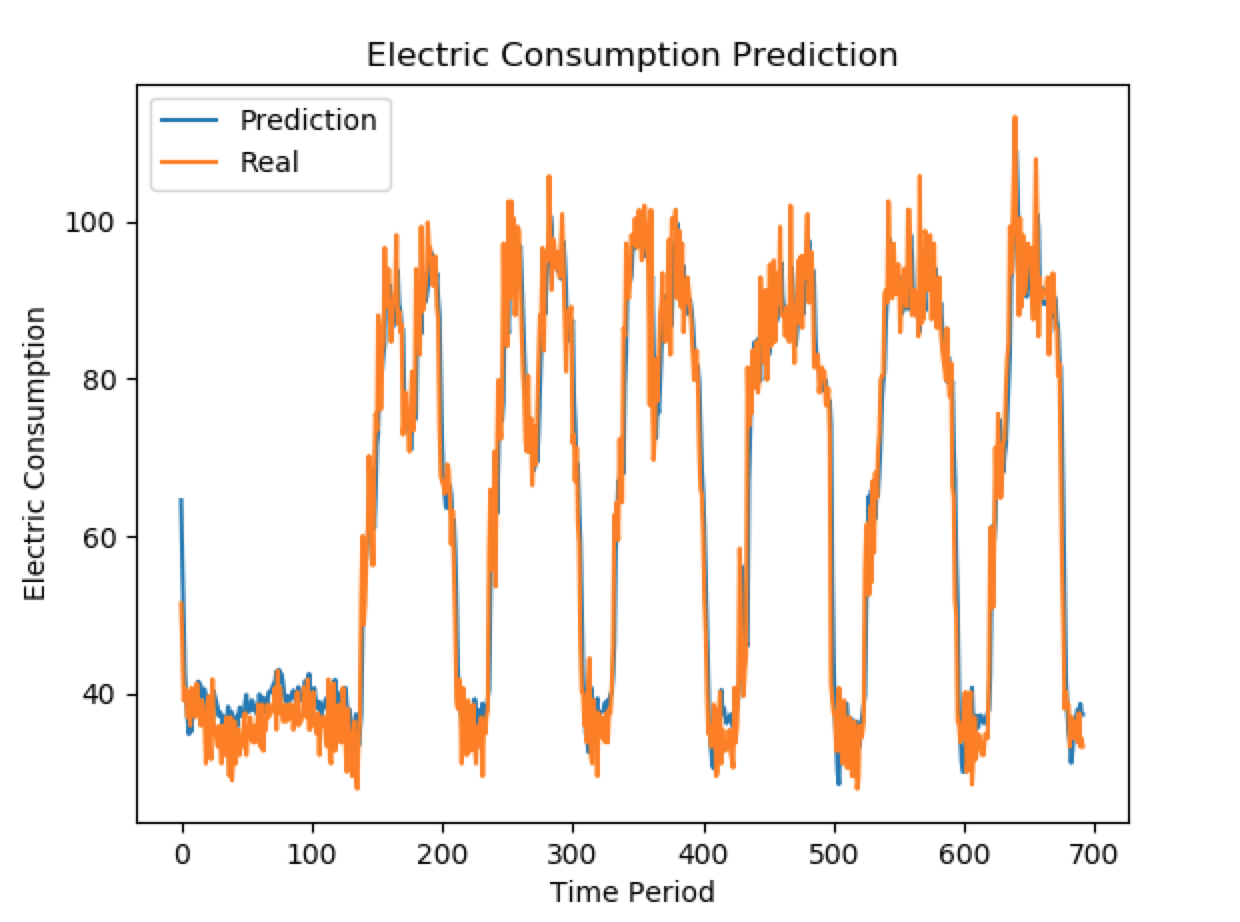 Electric Consumption Prediction
Prediction
Real
Electric Consumption
100
80
60
40
0 100 200 300 400 500 600 700
Time Period